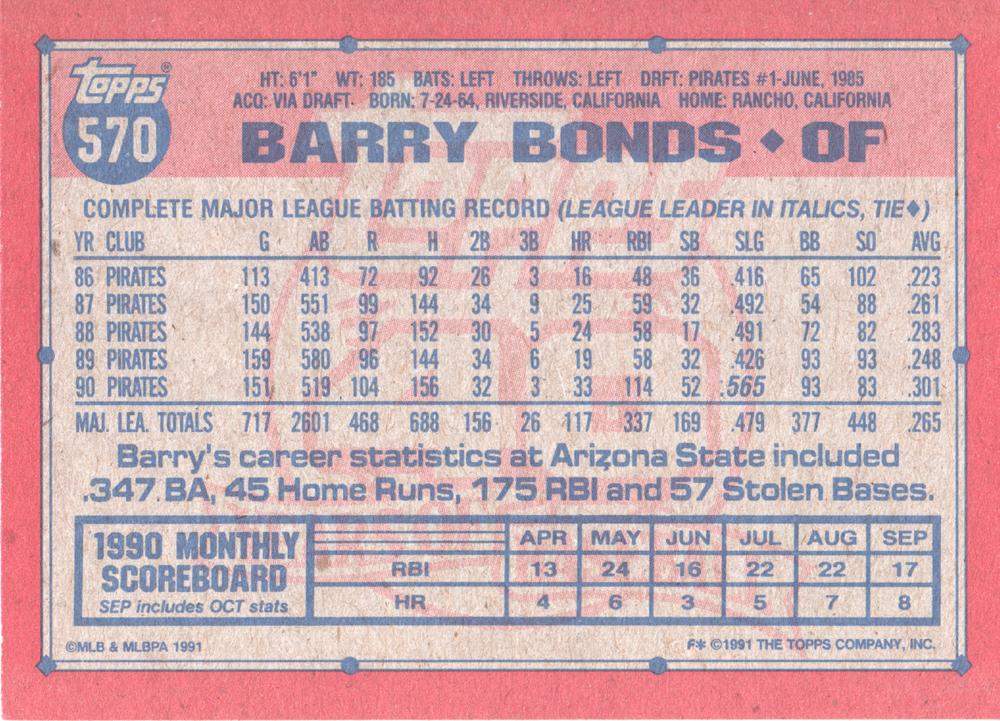 Topps®
570
HT: 6'1" WT: 185 BATS: LEFT THROWS: LEFT DRFT: PIRATES #1-JUNE, 1985
ACQ: VIA DRAFT. BORN: 7-24-64, RIVERSIDE, CALIFORNIA HOME: RANCHO, CALIFORNIA
BARRY BONDS ♦ OF
COMPLETE MAJOR LEAGUE BATTING RECORD (LEAGUE LEADER IN ITALICS, TIE♦)
YR CLUB G AB R H 2B 3B HR RBI SB SLG BB SO AVG
86 PIRATES 113 413 72 92 26 3 16 48 36 .416 65 102 .223
87 PIRATES 150 551 99 144 34 9 25 59 32 .492 54 88 .261
88 PIRATES 144 538 97 152 30 5 24 58 17 .491 72 82 .283
89 PIRATES 159 580 96 144 34 6 19 58 32 .426 93 93 .248
90 PIRATES 151 519 104 156 32 3 33 114 52 .565 93 83 .301
MAJ. LEA. TOTALS 717 2601 468 688 156 26 117 337 169 .479 377 448 .265
Barry's career statistics at Arizona State included
.347 BA, 45 Home Runs, 175 RBI and 57 Stolen Bases.
1990 MONTHLY
SCOREBOARD
SEP includes OCT stats
APR MAY JUN JUL AUG SEP
RBI 13 24 16 22 22 17
HR 4 6 3 5 7 8
©MLB & MLBPA 1991
F* ©1991 THE TOPPS COMPANY, INC.